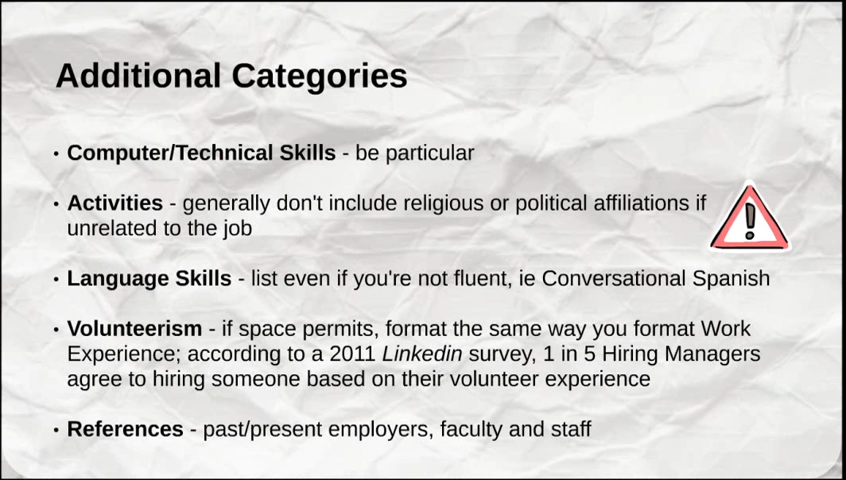 Additional Categories
• Computer/Technical Skills - be particular
• Activities - generally don't include religious or political affiliations if
unrelated to the job
• Language Skills - list even if you're not fluent, ie Conversational Spanish
• Volunteerism - if space permits, format the same way you format Work
Experience; according to a 2011 Linkedin survey, 1 in 5 Hiring Managers
agree to hiring someone based on their volunteer experience
• References - past/present employers, faculty and staff